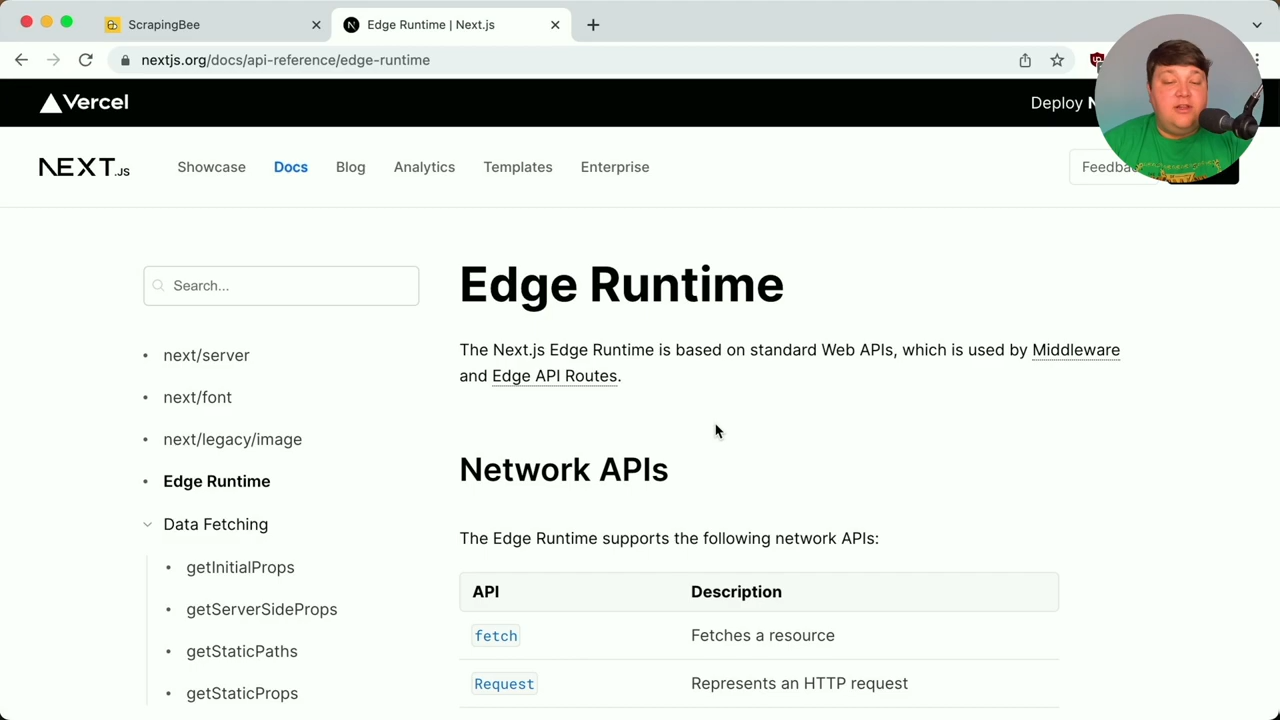 ScrapingBee
Edge Runtime | Next.js
nextjs.org/docs/api-reference/edge-runtime
Vercel
Deploy
NEXT.JS
Showcase
Docs
Blog
Analytics
Templates
Enterprise
Search...
next/server
next/font
next/legacy/image
Edge Runtime
Data Fetching
getInitialProps
getServerSideProps
getStaticPaths
getStaticProps
Edge Runtime
The Next.js Edge Runtime is based on standard Web APIs, which is used by Middleware
and Edge API Routes.
Network APIs
The Edge Runtime supports the following network APIs:
API Description
fetch Fetches a resource
Request Represents an HTTP request